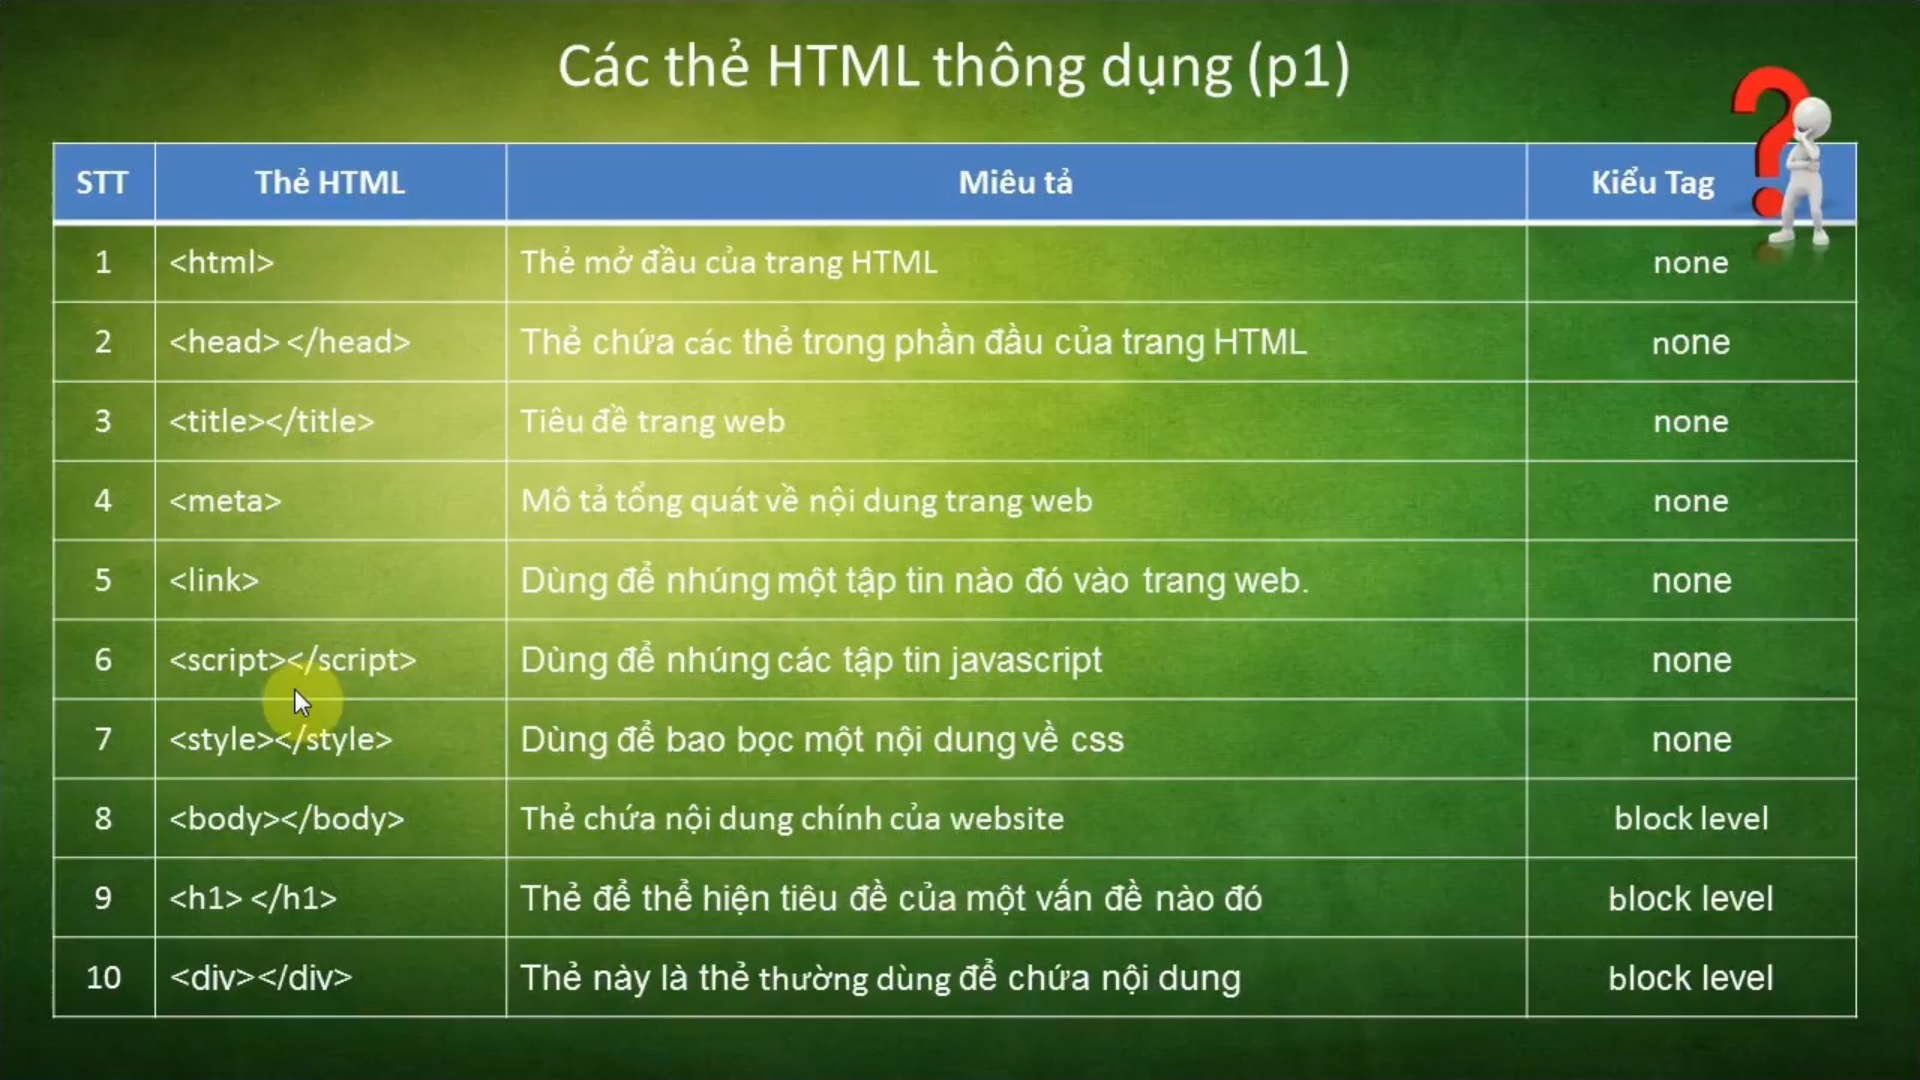 Các thẻ HTML thông dụng (p1)
STT Thẻ HTML Miêu tả Kiểu Tag
1 <html> Thẻ mở đầu của trang HTML none
2 <head> </head> Thẻ chứa các thẻ trong phần đầu của trang HTML none
3 <title></title> Tiêu đề trang web none
4 <meta> Mô tả tổng quát về nội dung trang web none
5 <link> Dùng để nhúng một tập tin nào đó vào trang web. none
6 <script></script> Dùng để nhúng các tập tin javascript none
7 <style></style> Dùng để bao bọc một nội dung về css none
8 <body></body> Thẻ chứa nội dung chính của website block level
9 <h1> </h1> Thẻ để thể hiện tiêu đề của một vấn đề nào đó block level
10 <div></div> Thẻ này là thẻ thường dùng để chứa nội dung block level